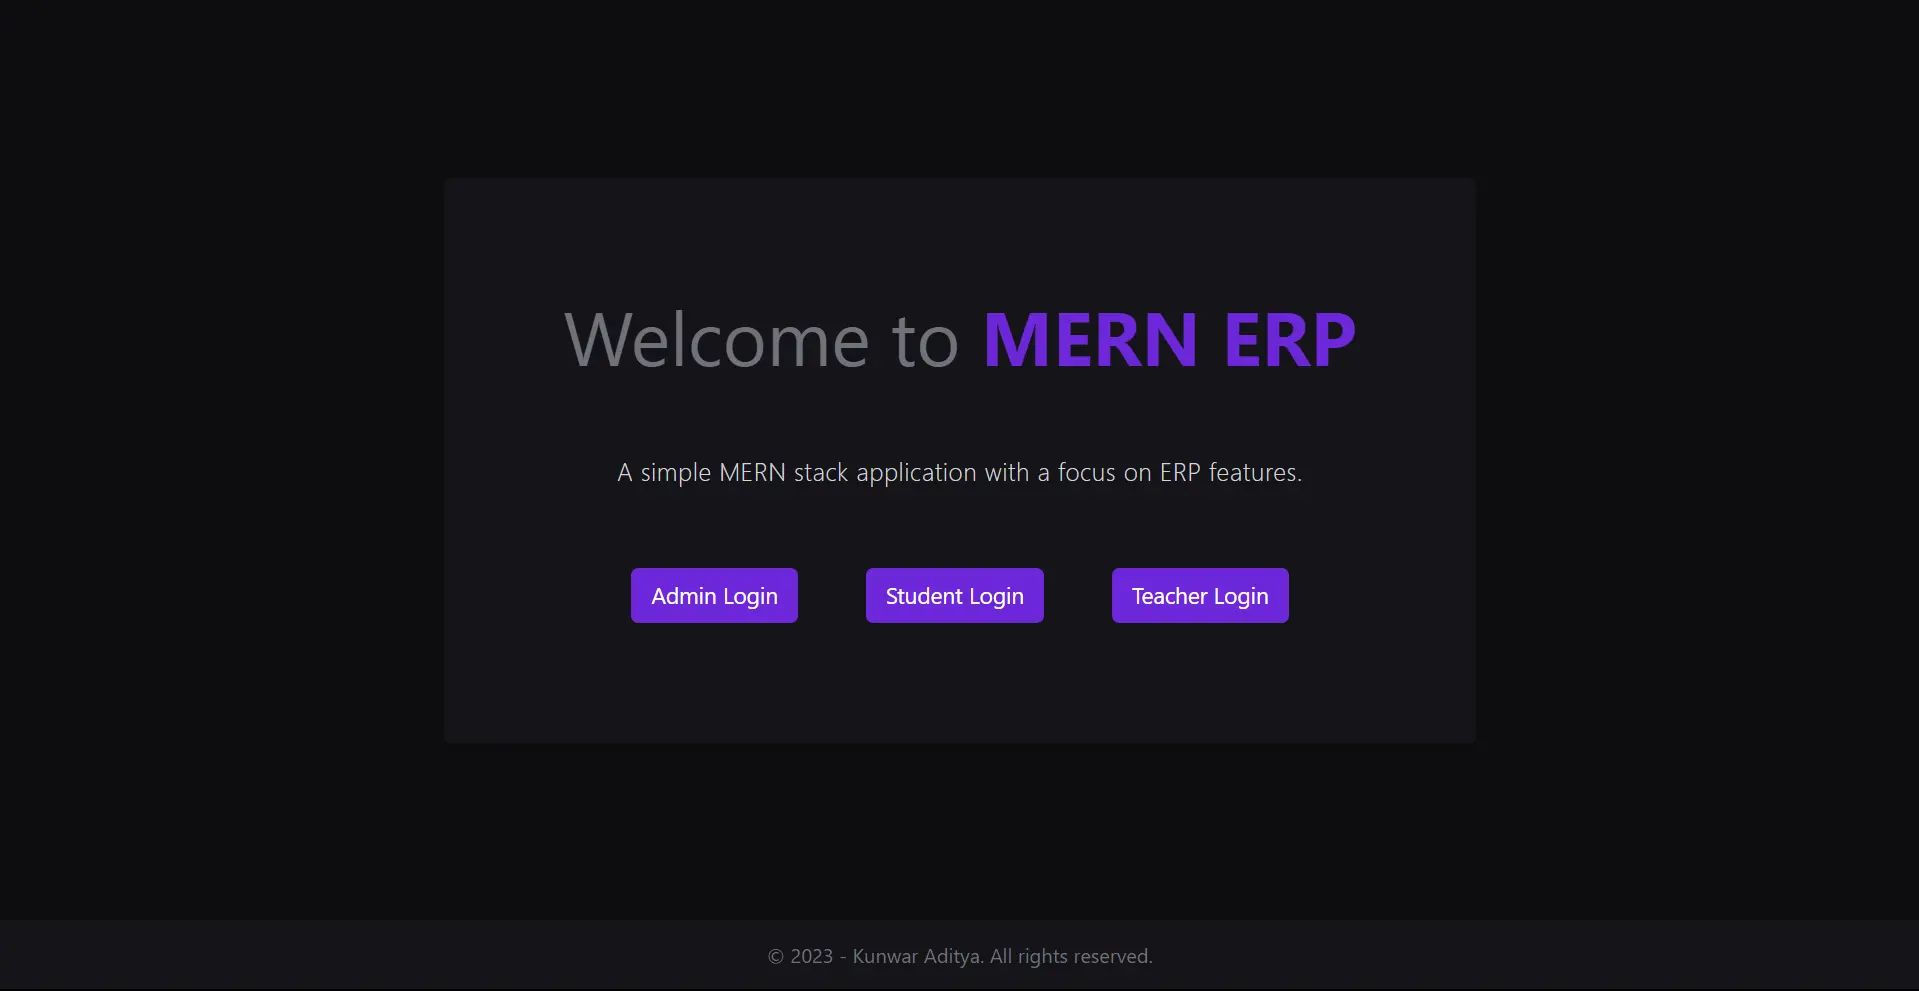 Welcome to MERN ERP
A simple MERN stack application with a focus on ERP features.
Admin Login
Student Login
Teacher Login
© 2023 - Kunwar Aditya. All rights reserved.